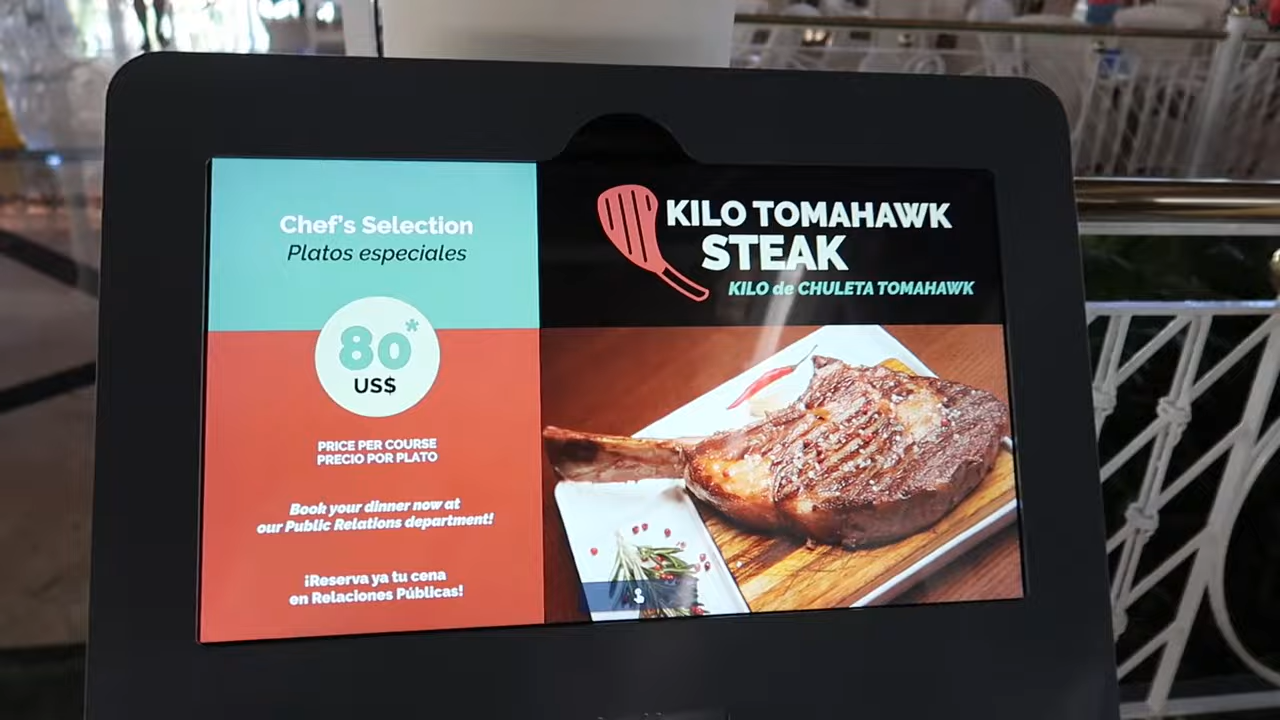 Chef's Selection
Platos especiales
80*
US$
PRICE PER COURSE
PRECIO POR PLATO
Book your dinner now at
our Public Relations department!
¡Reserva ya tu cena
en Relaciones Públicas!
KILO TOMAHAWK
STEAK
KILO de CHULETA TOMAHAWK